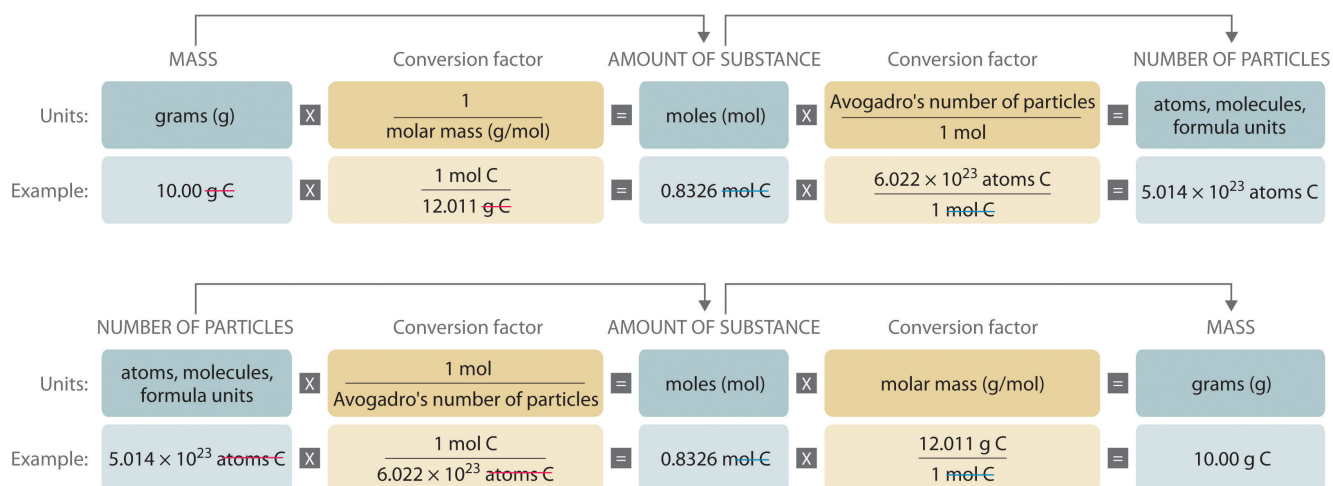 MASS Conversion factor AMOUNT OF SUBSTANCE Conversion factor NUMBER OF PARTICLES
Units: grams (g) X 1 / molar mass (g/mol) = moles (mol) X Avogadro's number of particles / 1 mol = atoms, molecules, formula units
Example: 10.00 g C X 1 mol C / 12.011 g C = 0.8326 mol C X 6.022 × 10²³ atoms C / 1 mol C = 5.014 × 10²³ atoms C
NUMBER OF PARTICLES Conversion factor AMOUNT OF SUBSTANCE Conversion factor MASS
Units: atoms, molecules, formula units X 1 mol / Avogadro's number of particles = moles (mol) X molar mass (g/mol) = grams (g)
Example: 5.014 × 10²³ atoms C X 1 mol C / 6.022 × 10²³ atoms C = 0.8326 mol C X 12.011 g C / 1 mol C = 10.00 g C